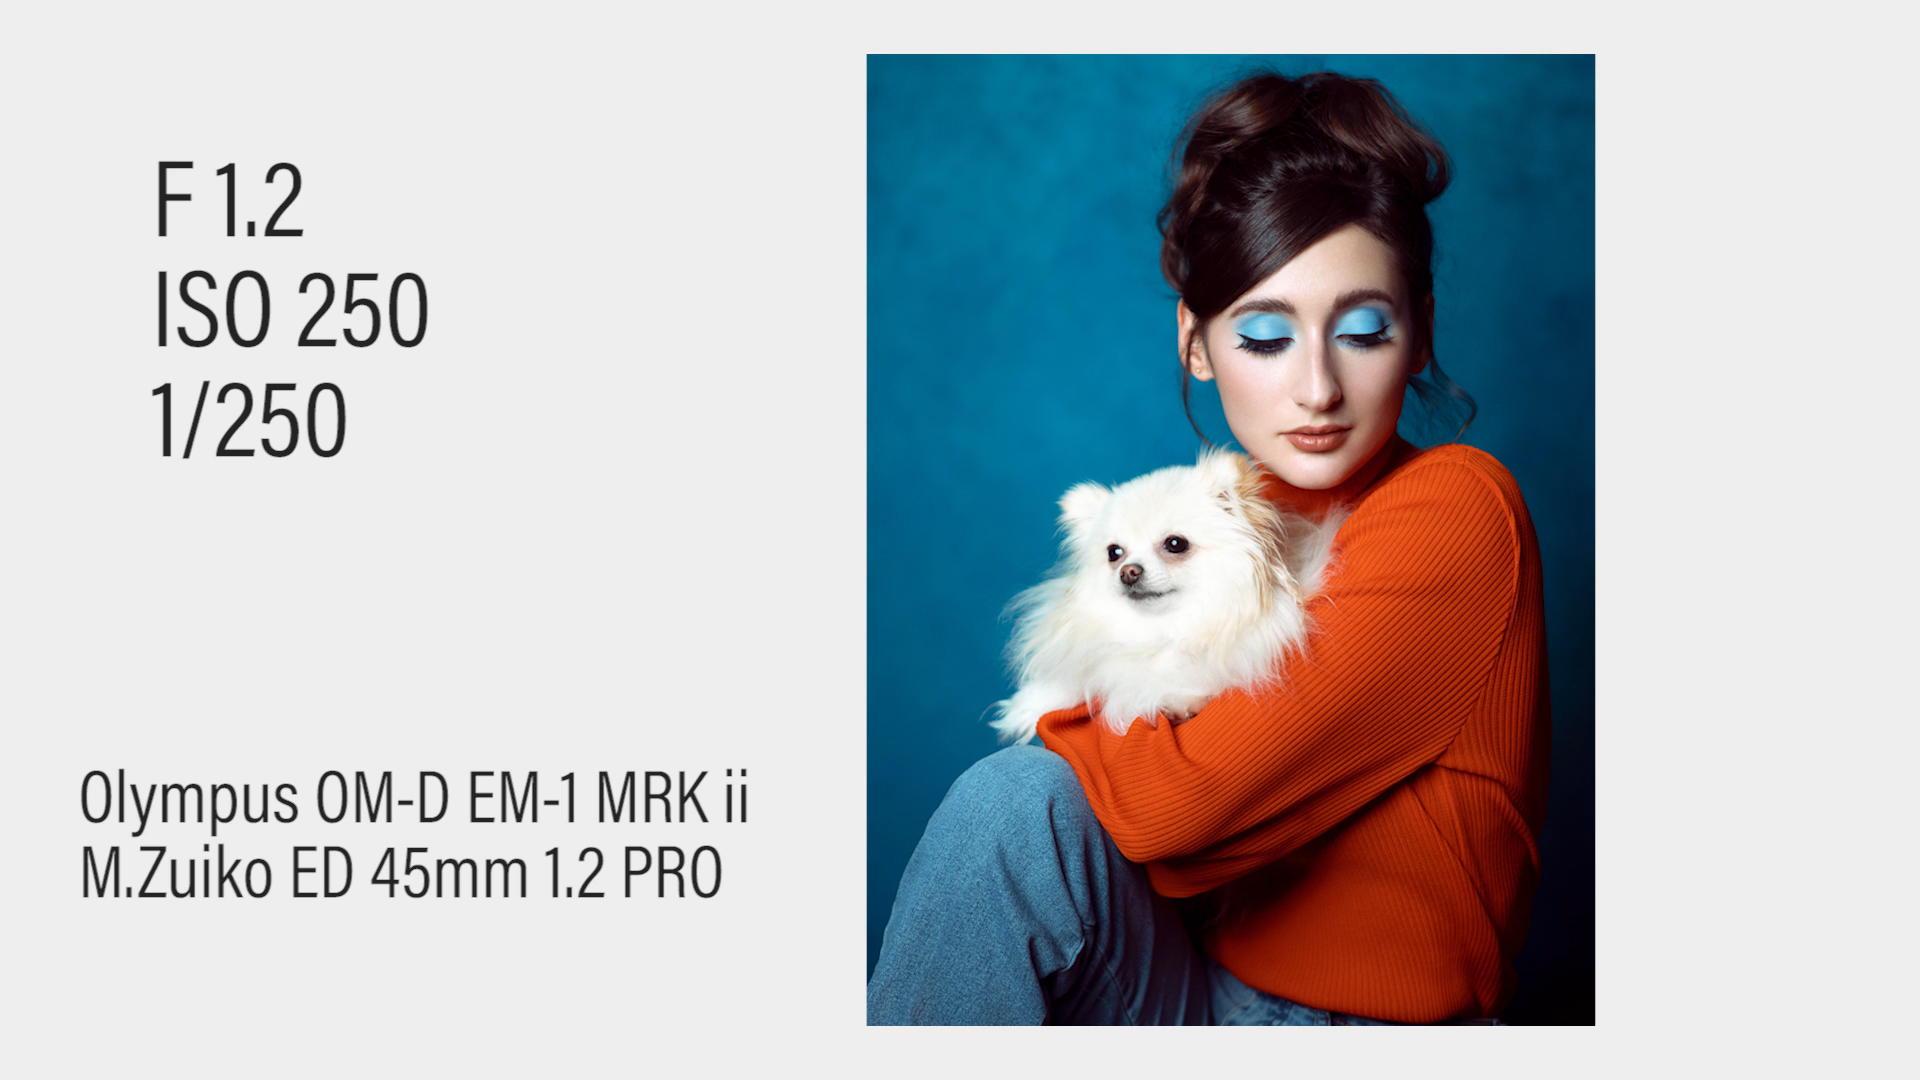 F 1.2
ISO 250
1/250
Olympus OM-D EM-1 MRK ii
M.Zuiko ED 45mm 1.2 PRO